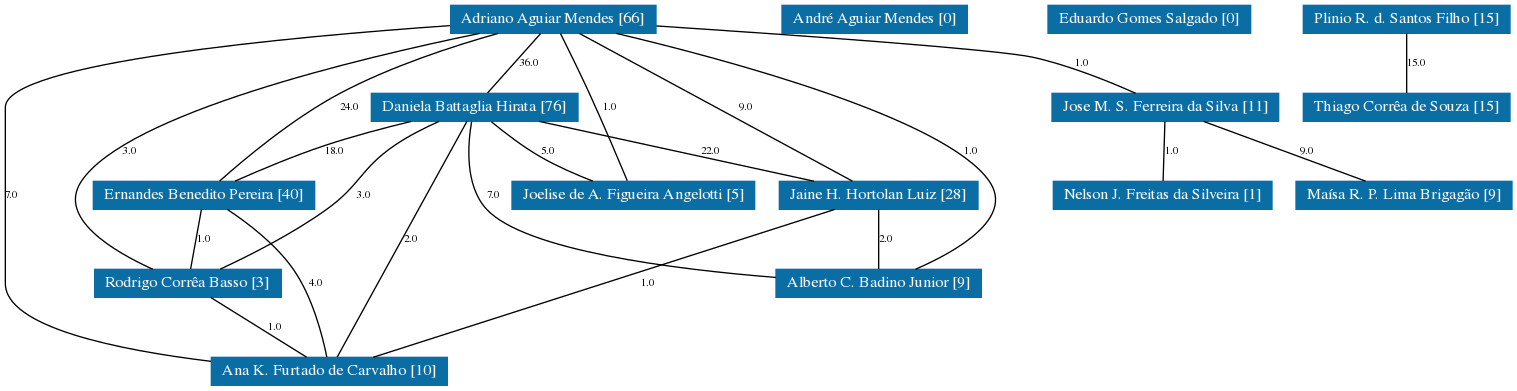 Adriano Aguiar Mendes [66]
André Aguiar Mendes [0]
Eduardo Gomes Salgado [0]
Plinio R. d. Santos Filho [15]
36.0
1.0
15.0
Daniela Battaglia Hirata [76]
Jose M. S. Ferreira da Silva [11]
Thiago Corrêa de Souza [15]
24.0
1.0
9.0
3.0
18.0
5.0
22.0
1.0
1.0
9.0
7.0
Ernandes Benedito Pereira [40]
3.0
Joelise de A. Figueira Angelotti [5]
Jaine H. Hortolan Luiz [28]
Nelson J. Freitas da Silveira [1]
Maísa R. P. Lima Brigagão [9]
7.0
1.0
2.0
2.0
Rodrigo Corrêa Basso [3]
4.0
1.0
Alberto C. Badino Junior [9]
1.0
Ana K. Furtado de Carvalho [10]